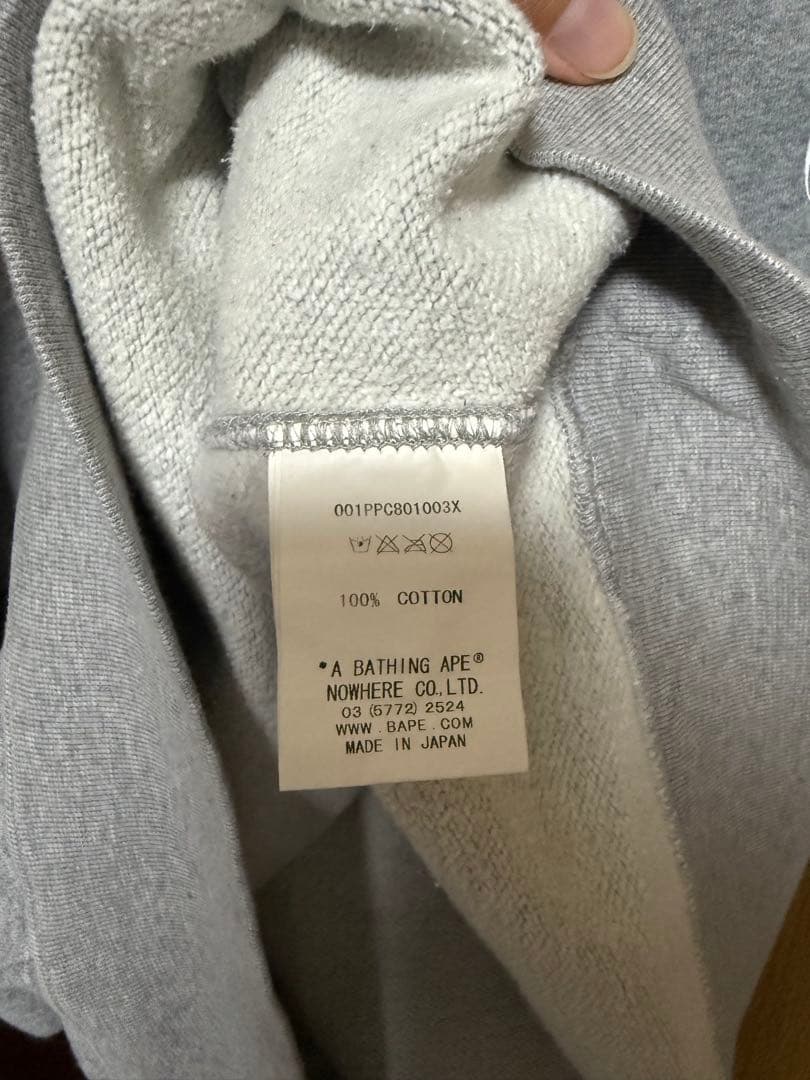 001PPC801003X
100% COTTON
*A BATHING APE®
NOWHERE CO.,LTD.
03 (5772) 2524
WWW.BAPE.COM
MADE IN JAPAN